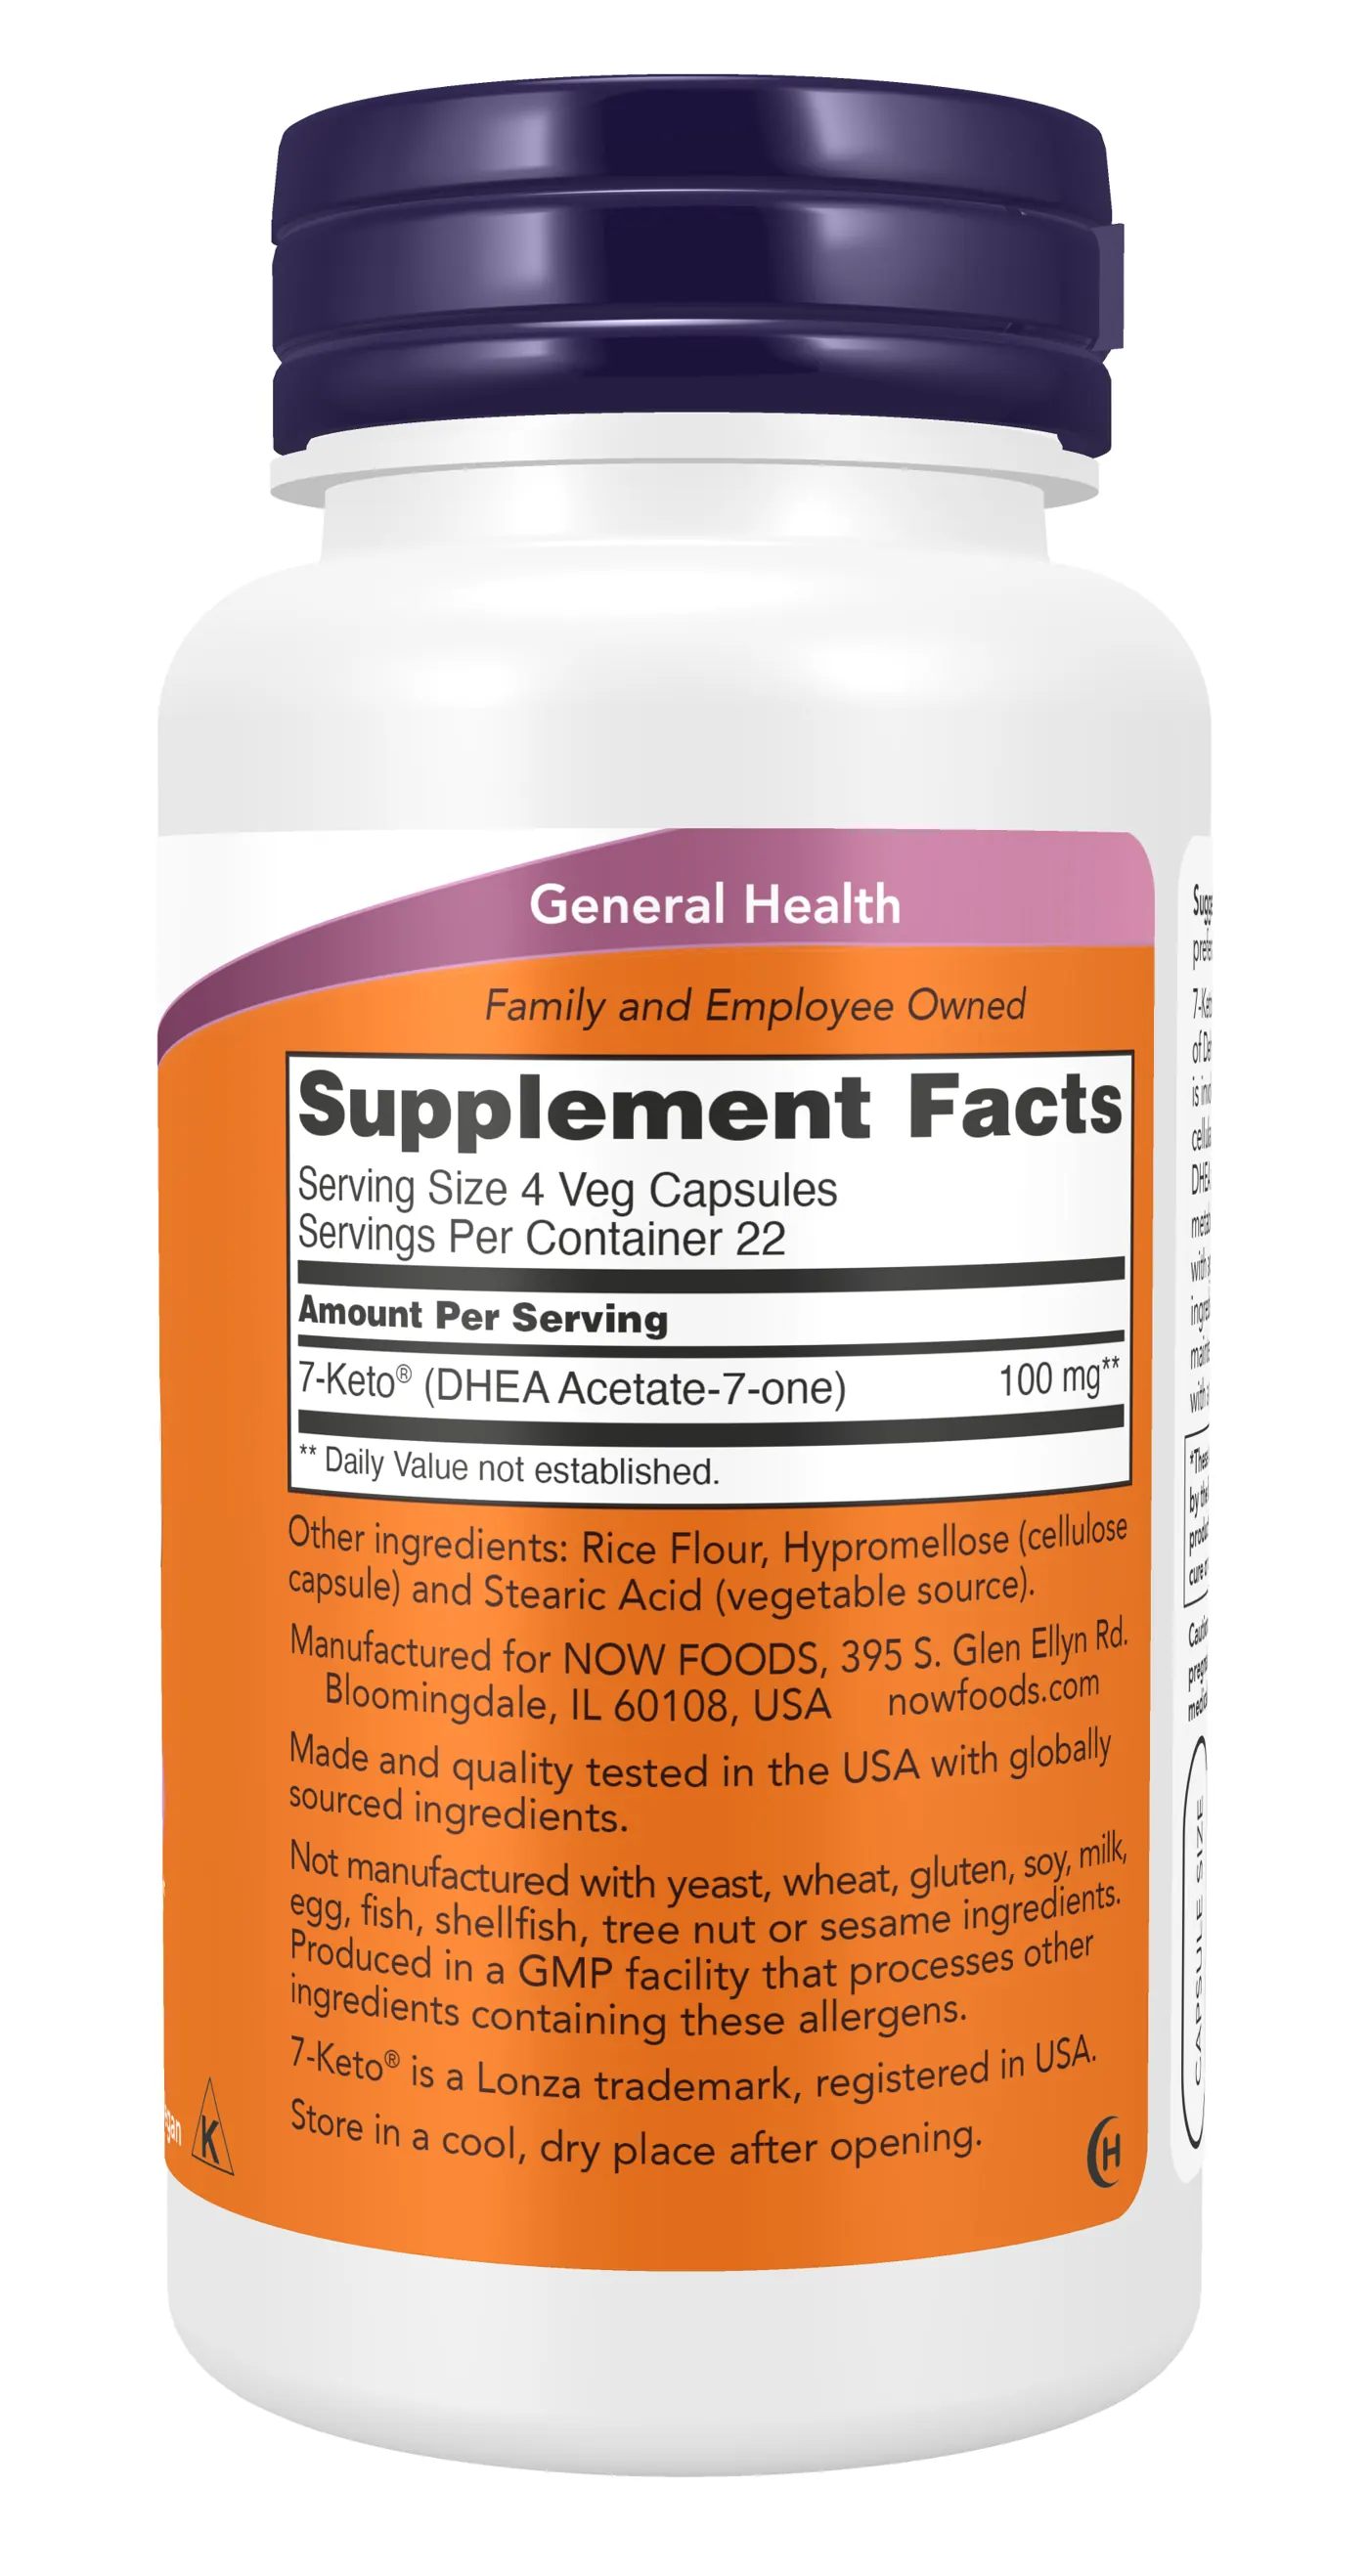 General Health
Family and Employee Owned
Supplement Facts
Serving Size 4 Veg Capsules
Servings Per Container 22
Amount Per Serving
7-Keto® (DHEA Acetate-7-one) 100 mg**
** Daily Value not established.
Other ingredients: Rice Flour, Hypromellose (cellulose
capsule) and Stearic Acid (vegetable source).
Manufactured for NOW FOODS, 395 S. Glen Ellyn Rd.
Bloomingdale, IL 60108, USA nowfoods.com
Made and quality tested in the USA with globally
sourced ingredients.
Not manufactured with yeast, wheat, gluten, soy, milk,
egg, fish, shellfish, tree nut or sesame ingredients.
Produced in a GMP facility that processes other
ingredients containing these allergens.
7-Keto® is a Lonza trademark, registered in USA.
Store in a cool, dry place after opening.
K
CH
CAPSULE SIZE